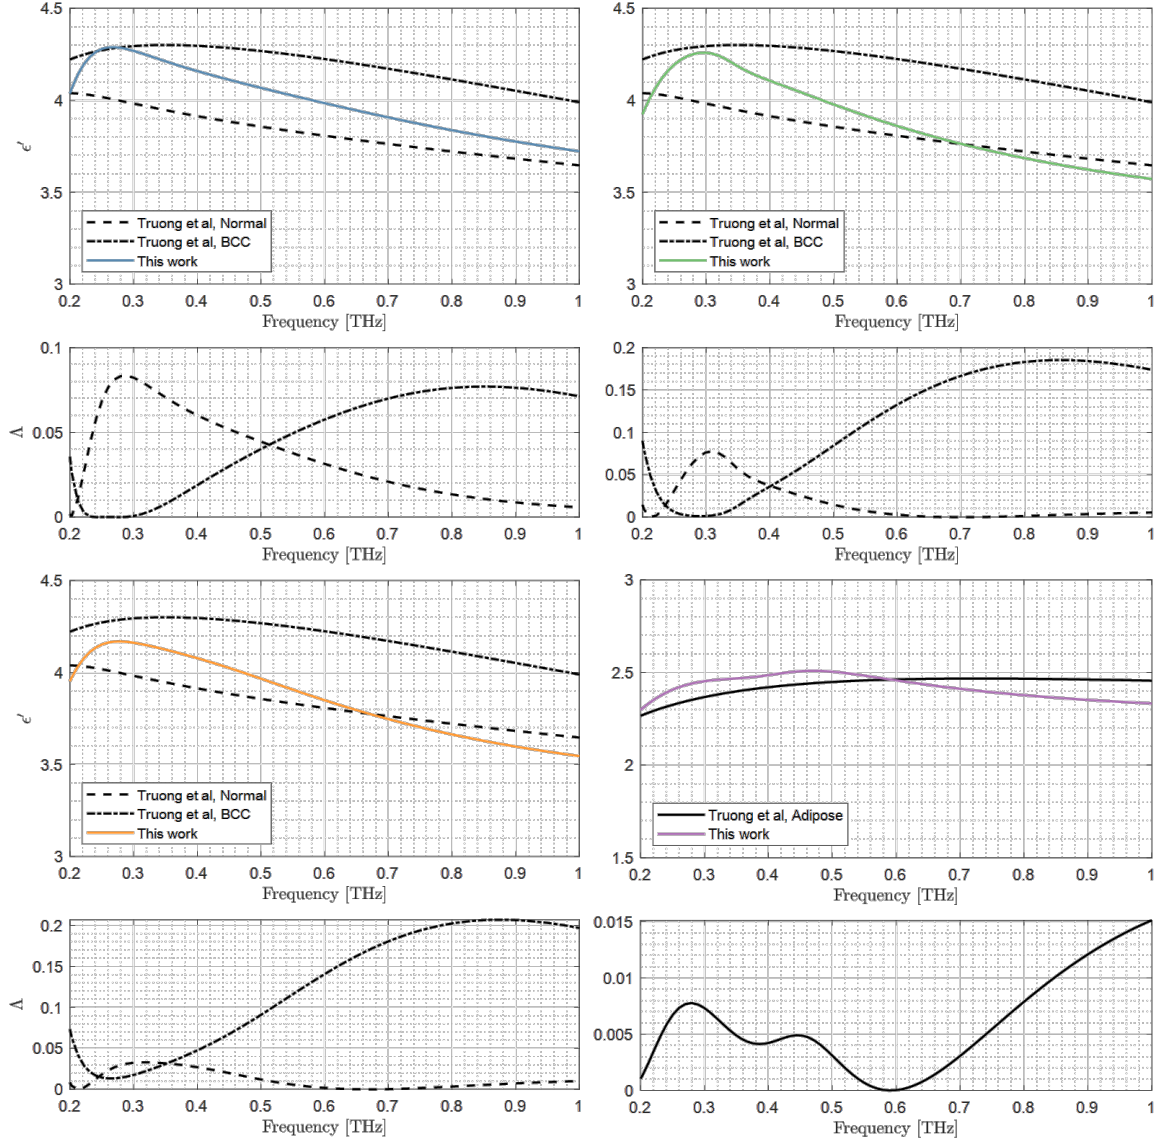 4.5
4
3.5
3
ϵ′
Truong et al, Normal
Truong et al, BCC
This work
0.2 0.3 0.4 0.5 0.6 0.7 0.8 0.9 1
Frequency [THz]
4.5
4
3.5
3
Truong et al, Normal
Truong et al, BCC
This work
0.2 0.3 0.4 0.5 0.6 0.7 0.8 0.9 1
Frequency [THz]
0.1
0.05
0
Λ
0.2 0.3 0.4 0.5 0.6 0.7 0.8 0.9 1
Frequency [THz]
0.2
0.15
0.1
0.05
0
0.2 0.3 0.4 0.5 0.6 0.7 0.8 0.9 1
Frequency [THz]
4.5
4
3.5
3
ϵ′
Truong et al, Normal
Truong et al, BCC
This work
0.2 0.3 0.4 0.5 0.6 0.7 0.8 0.9 1
Frequency [THz]
3
2.5
2
1.5
Truong et al, Adipose
This work
0.2 0.3 0.4 0.5 0.6 0.7 0.8 0.9 1
Frequency [THz]
0.2
0.15
0.1
0.05
0
Λ
0.2 0.3 0.4 0.5 0.6 0.7 0.8 0.9 1
Frequency [THz]
0.015
0.01
0.005
0
0.2 0.3 0.4 0.5 0.6 0.7 0.8 0.9 1
Frequency [THz]